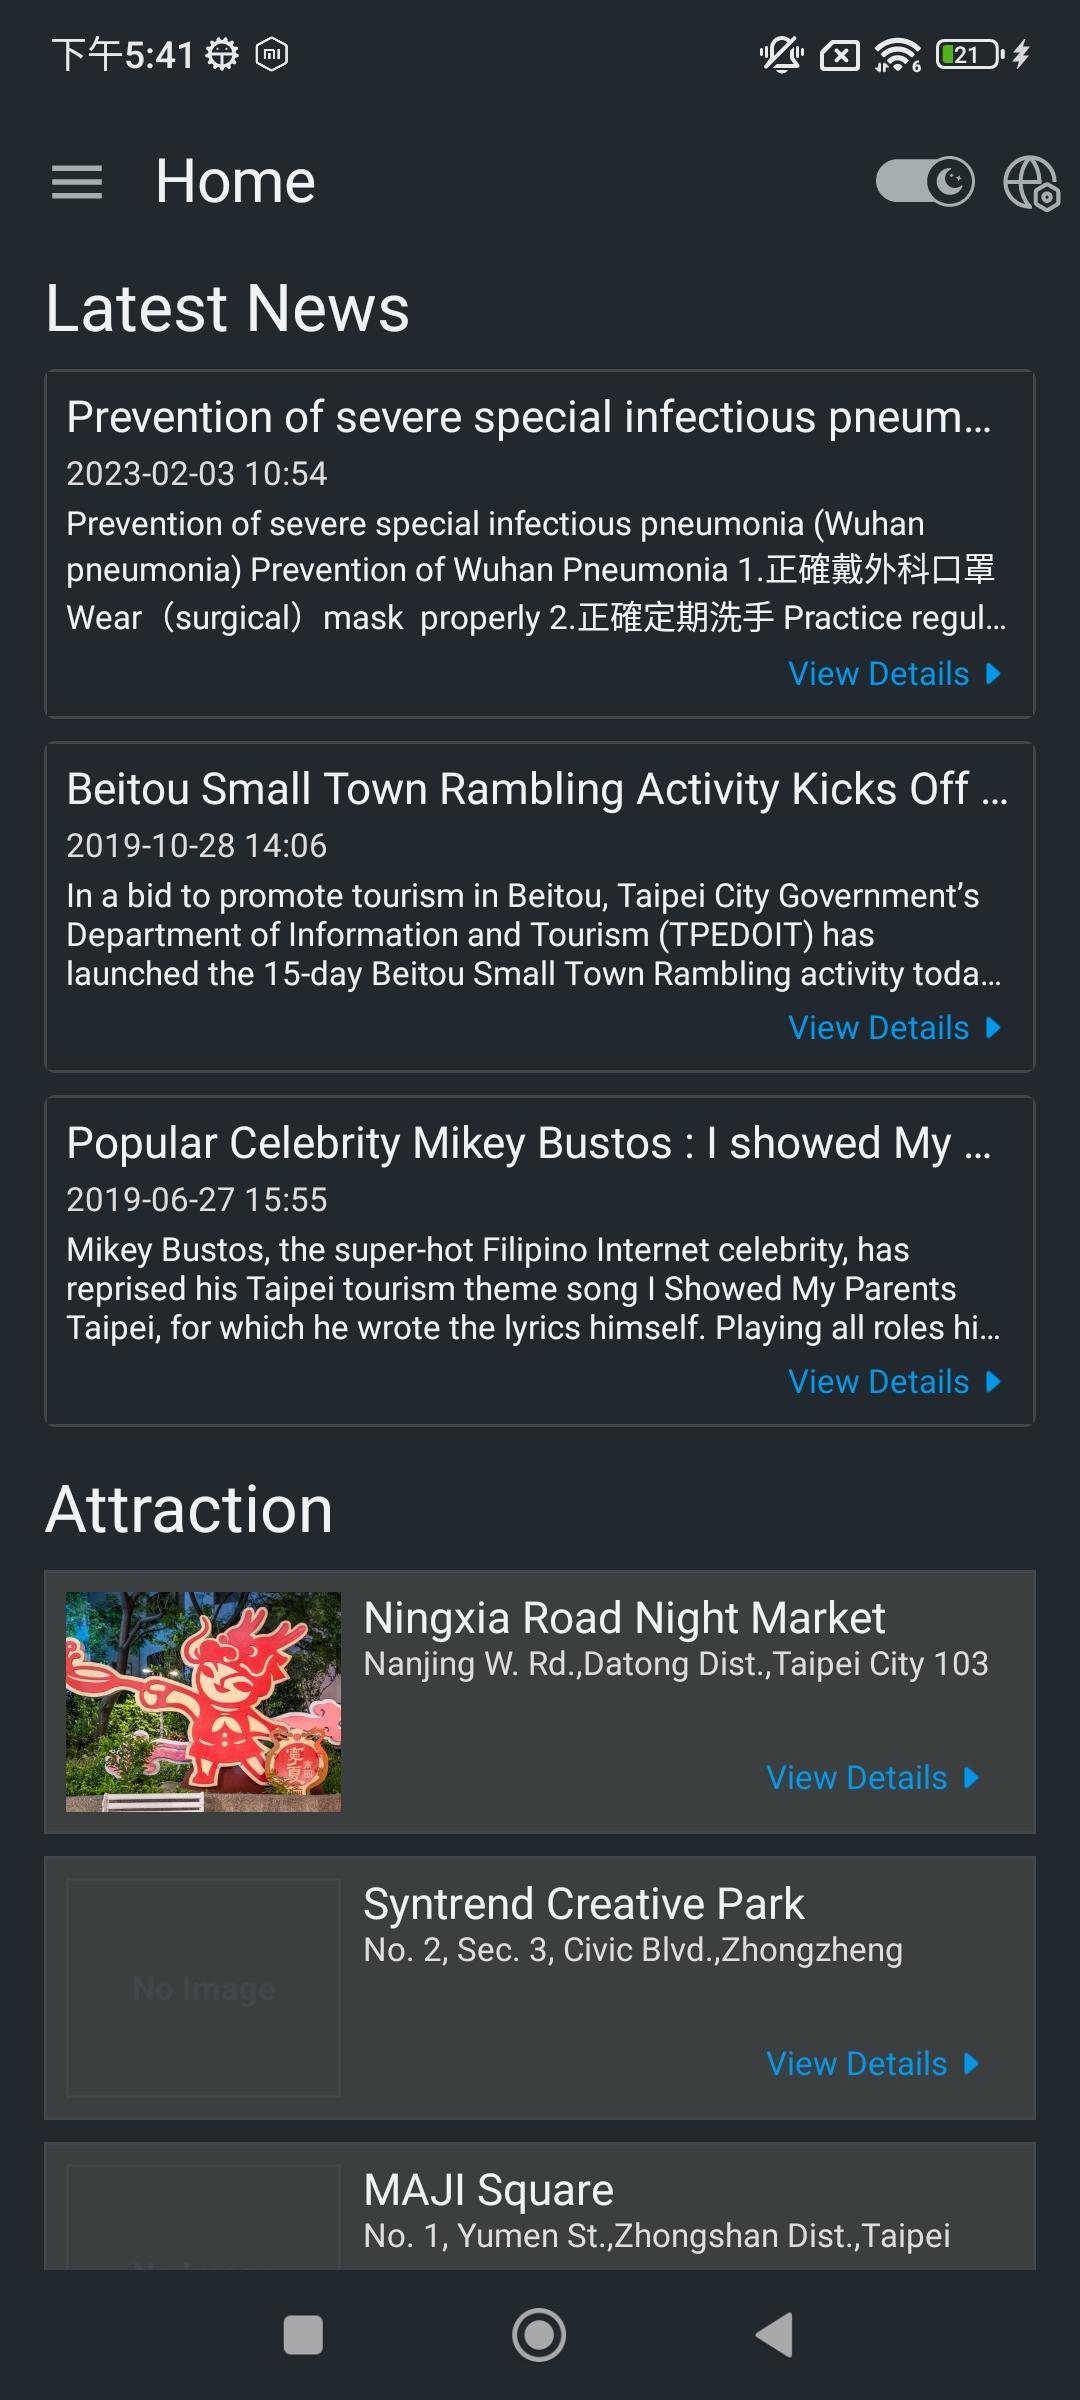 下午5:41
21
Home
Latest News
Prevention of severe special infectious pneum...
2023-02-03 10:54
Prevention of severe special infectious pneumonia (Wuhan
pneumonia) Prevention of Wuhan Pneumonia 1.正確戴外科口罩
Wear（surgical）mask  properly 2.正確定期洗手 Practice regul...
View Details
Beitou Small Town Rambling Activity Kicks Off ...
2019-10-28 14:06
In a bid to promote tourism in Beitou, Taipei City Government’s
Department of Information and Tourism (TPEDOIT) has
launched the 15-day Beitou Small Town Rambling activity toda...
View Details
Popular Celebrity Mikey Bustos : I showed My ...
2019-06-27 15:55
Mikey Bustos, the super-hot Filipino Internet celebrity, has
reprised his Taipei tourism theme song I Showed My Parents
Taipei, for which he wrote the lyrics himself. Playing all roles hi...
View Details
Attraction
Ningxia Road Night Market
Nanjing W. Rd.,Datong Dist.,Taipei City 103
View Details
Syntrend Creative Park
No. 2, Sec. 3, Civic Blvd.,Zhongzheng
No Image
View Details
MAJI Square
No. 1, Yumen St.,Zhongshan Dist.,Taipei